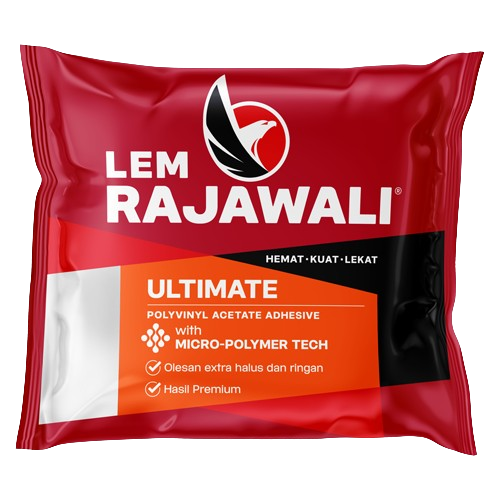 LEM
RAJAWALI®
HEMAT·KUAT·LEKAT
ULTIMATE
POLYVINYL ACETATE ADHESIVE
with
MICRO-POLYMER TECH
Olesan extra halus dan ringan
Hasil Premium